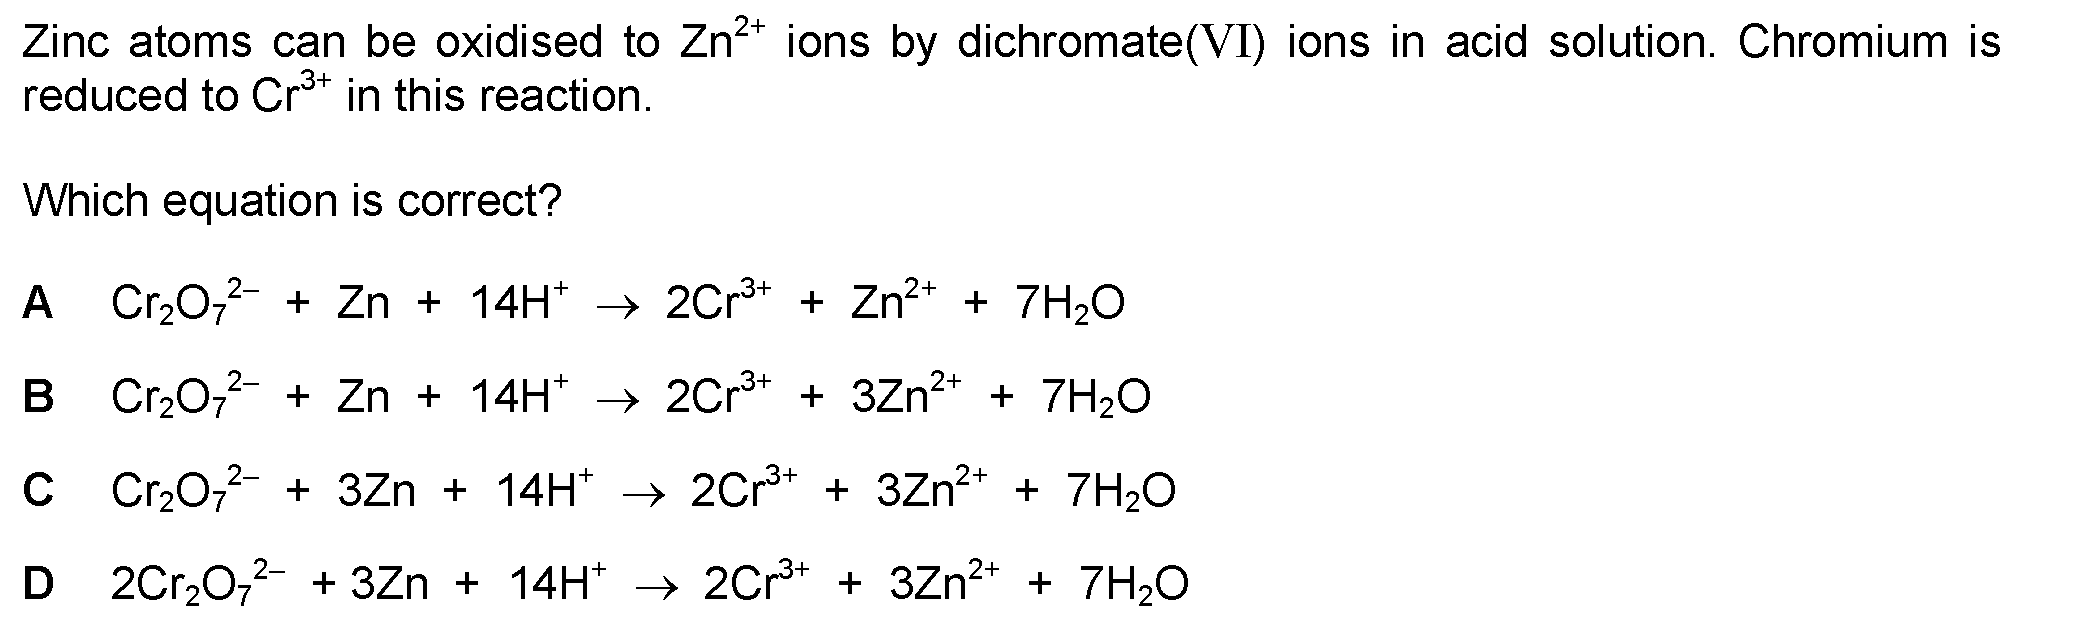 Zinc atoms can be oxidised to Zn²⁺ ions by dichromate(VI) ions in acid solution. Chromium is
reduced to Cr³⁺ in this reaction.
Which equation is correct?
A Cr₂O₇²⁻ + Zn + 14H⁺ → 2Cr³⁺ + Zn²⁺ + 7H₂O
B Cr₂O₇²⁻ + Zn + 14H⁺ → 2Cr³⁺ + 3Zn²⁺ + 7H₂O
C Cr₂O₇²⁻ + 3Zn + 14H⁺ → 2Cr³⁺ + 3Zn²⁺ + 7H₂O
D 2Cr₂O₇²⁻ + 3Zn + 14H⁺ → 2Cr³⁺ + 3Zn²⁺ + 7H₂O